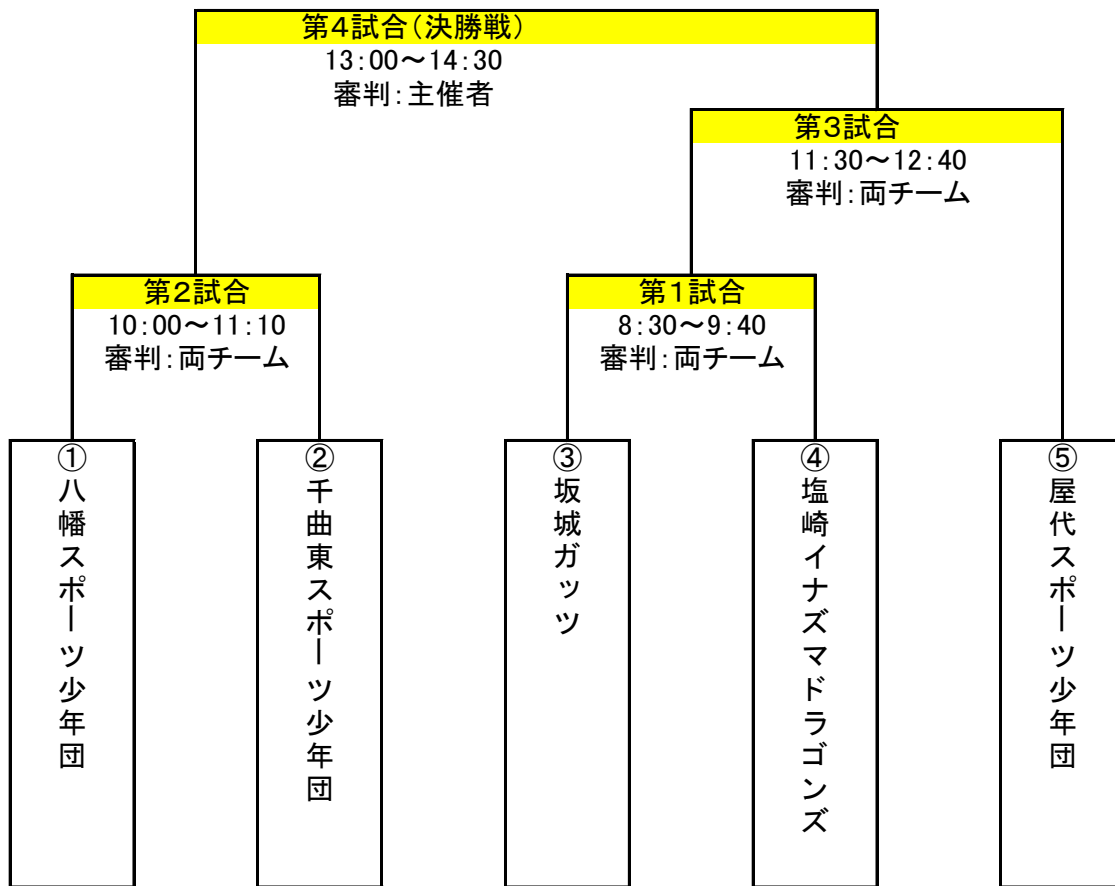 第4試合(決勝戦)
13:00～14:30
審判:主催者
第3試合
11:30～12:40
審判:両チーム
第2試合
10:00～11:10
審判:両チーム
第1試合
8:30～9:40
審判:両チーム
①八幡スポーツ少年団
②千曲東スポーツ少年団
③坂城ガッツ
④塩崎イナズマドラゴンズ
⑤屋代スポーツ少年団